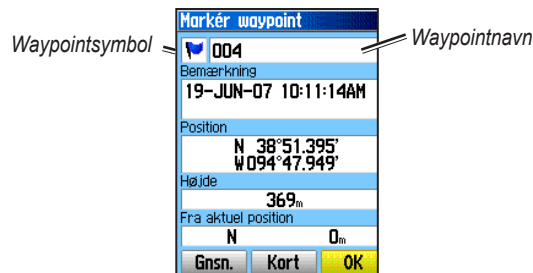 Markér waypoint
Waypointsymbol
004
Waypointnavn
Bemærkning
19-JUN-07 10:11:14AM
Position
N 38°51.395'
W 094°47.949'
Højde
369m
Fra aktuel position
N 0m
Gnsn. Kort OK